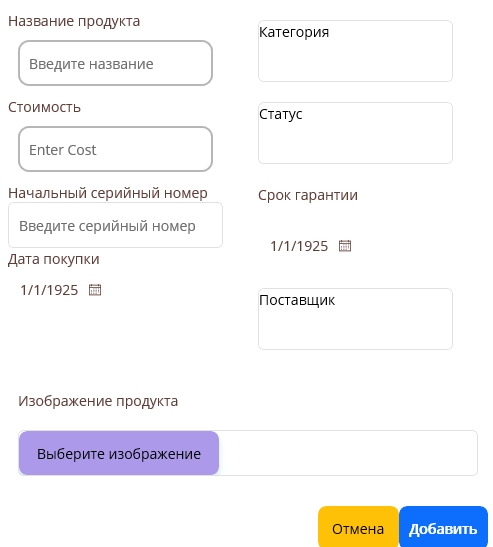 Название продукта
Введите название
Категория
Стоимость
Enter Cost
Статус
Начальный серийный номер
Введите серийный номер
Срок гарантии
1/1/1925
Дата покупки
1/1/1925
Поставщик
Изображение продукта
Выберите изображение
Отмена
Добавить